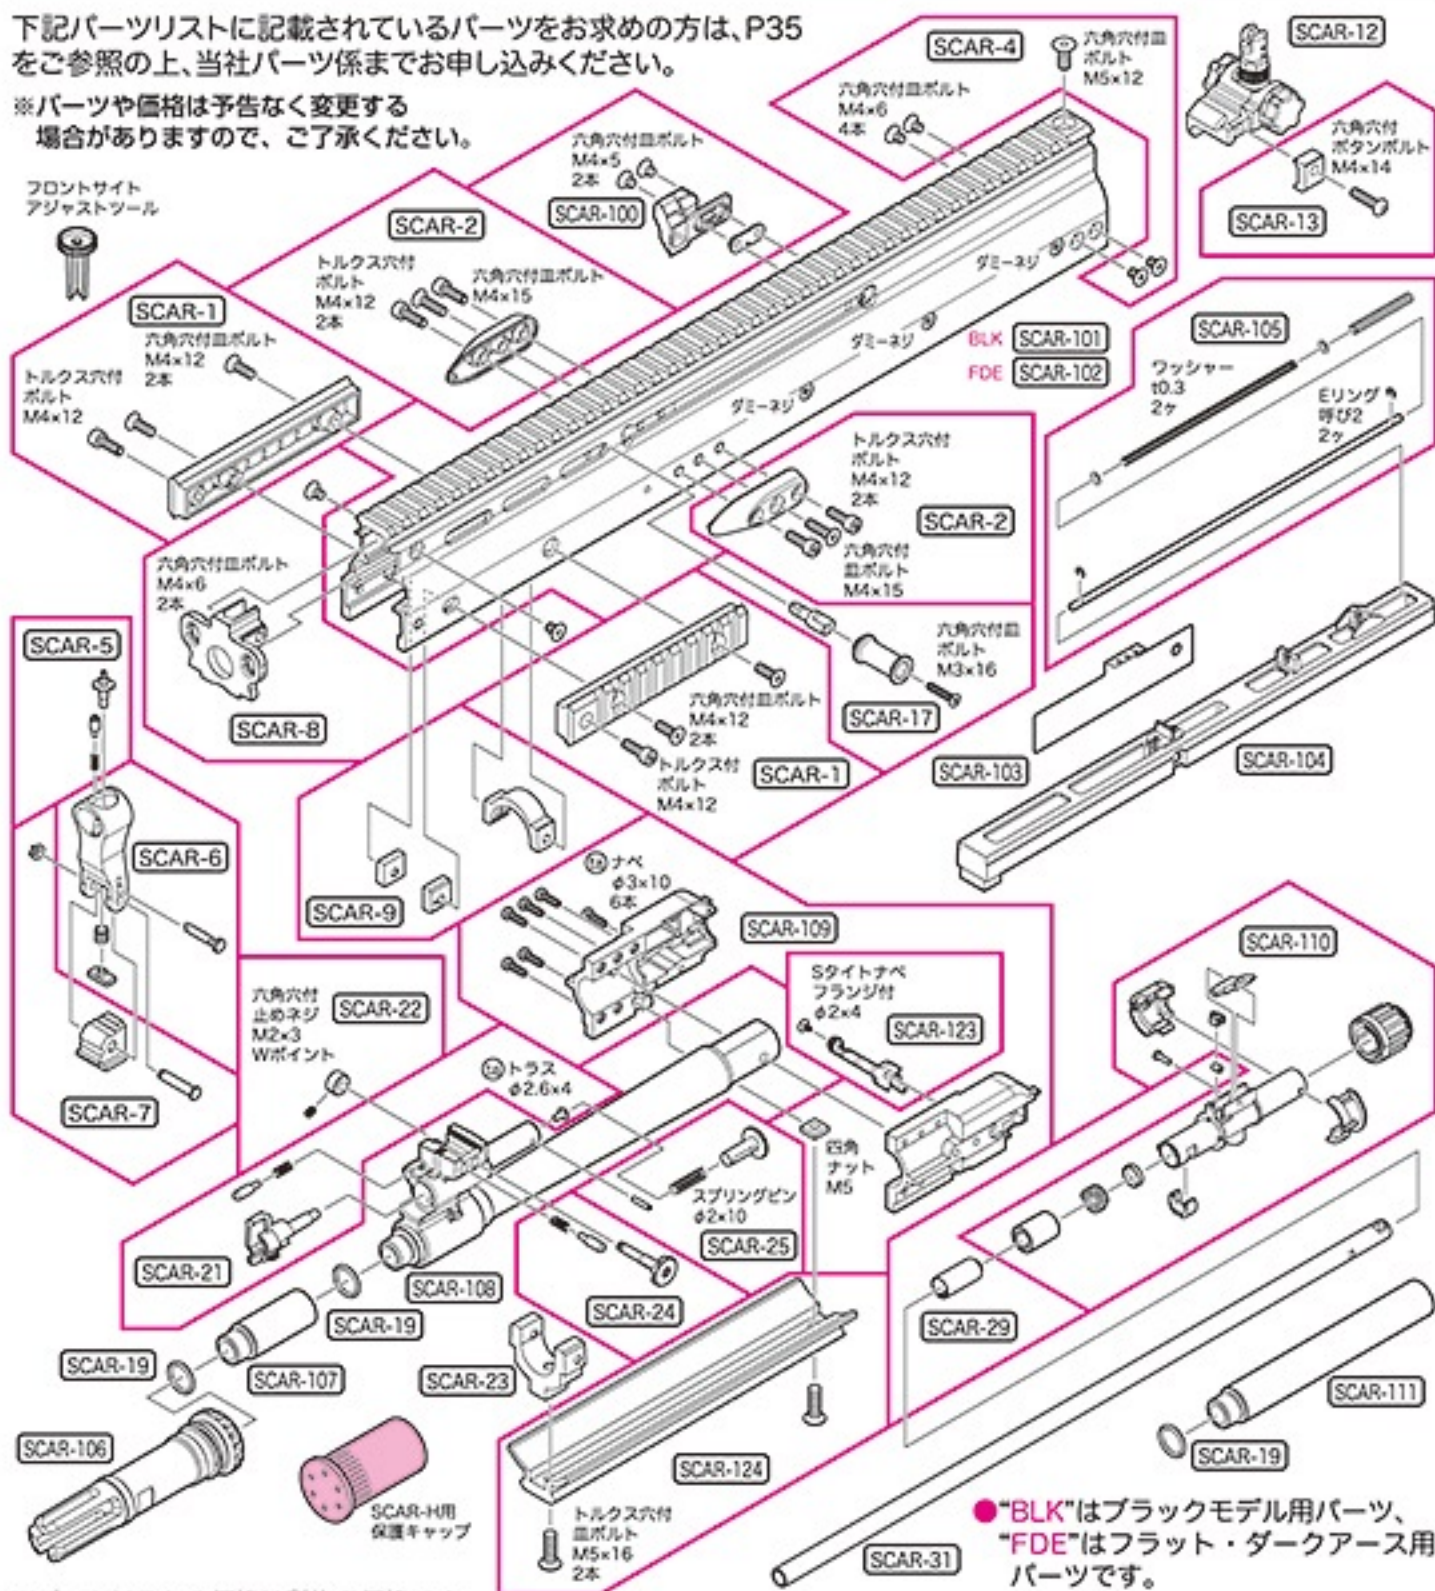 下記パーツリストに記載されているパーツをお求めの方は、P35
をご参照の上、当社パーツ係までお申し込みください。
※パーツや価格は予告なく変更する
場合がありますので、ご了承ください。
フロントサイト
アジャストツール
SCAR-4
六角穴付皿
ボルト
M5×12
六角穴付皿ボルト
M4×6
4本
SCAR-12
六角穴付
ボタンボルト
M4×14
SCAR-13
六角穴付皿ボルト
M4×5
2本
SCAR-100
SCAR-2
トルクス穴付
ボルト
M4×12
2本
六角穴付皿ボルト
M4×15
SCAR-1
六角穴付皿ボルト
M4×12
2本
トルクス穴付
ボルト
M4×12
ダミーネジ
ダミーネジ
ダミーネジ
BLK SCAR-101
FDE SCAR-102
SCAR-105
ワッシャー
t0.3
2ヶ
Eリング
呼び2
2ヶ
トルクス穴付
ボルト
M4×12
2本
SCAR-2
六角穴付
皿ボルト
M4×15
六角穴付皿ボルト
M4×6
2本
SCAR-8
SCAR-5
六角穴付皿
ボルト
M3×16
SCAR-17
六角穴付皿ボルト
M4×12
2本
トルクス付
ボルト
M4×12
SCAR-1
SCAR-103
SCAR-104
SCAR-6
SCAR-9
ナベ
φ3×10
6本
SCAR-109
SCAR-110
SCAR-7
六角穴付
止めネジ
M2×3
Wポイント
SCAR-22
Sタイトナベ
フランジ付
φ2×4
SCAR-123
トラス
φ2.6×4
四角
ナット
M5
スプリングピン
φ2×10
SCAR-25
SCAR-21
SCAR-108
SCAR-24
SCAR-19
SCAR-29
SCAR-19
SCAR-107
SCAR-23
SCAR-111
SCAR-106
SCAR-19
SCAR-H用
保護キャップ
SCAR-124
トルクス穴付
皿ボルト
M5×16
2本
SCAR-31
●"BLK"はブラックモデル用パーツ、
"FDE"はフラット・ダークアース用
パーツです。